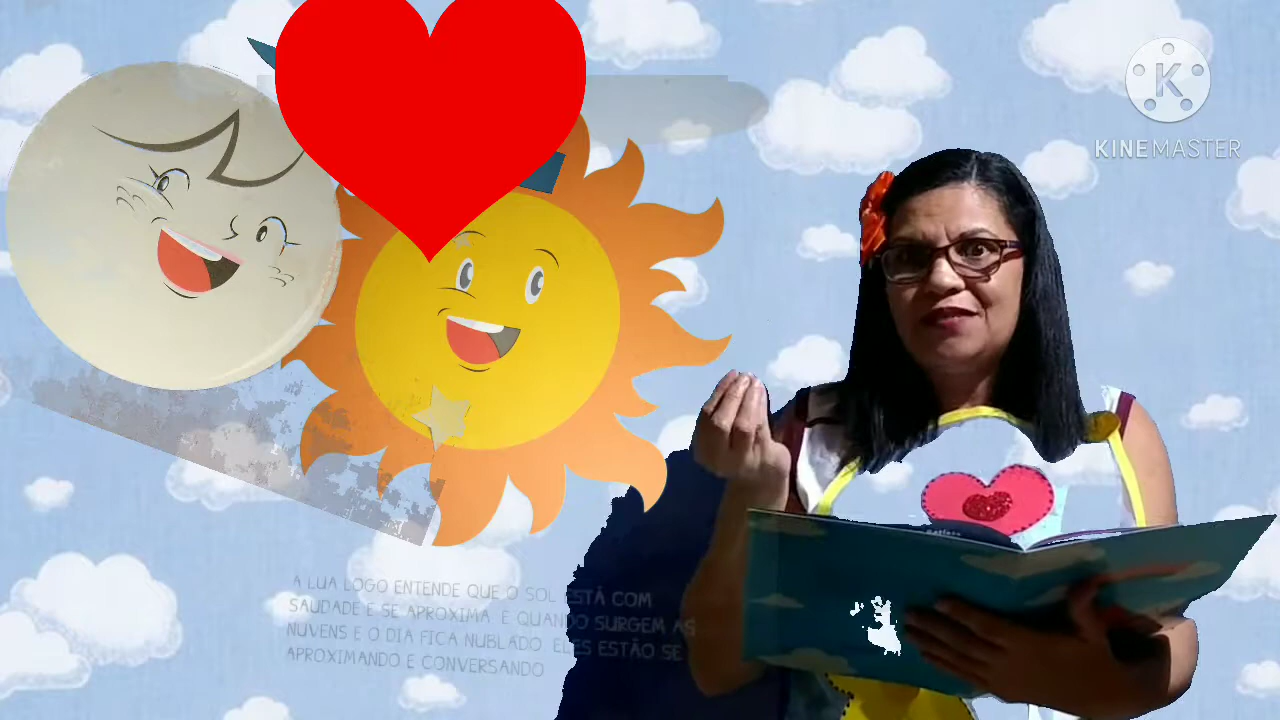 K
KINEMASTER
A LUA LOGO ENTENDE QUE O SOL ESTÁ COM
SAUDADE E SE APROXIMA E QUANDO SURGEM AS
NUVENS E O DIA FICA NUBLADO ELES ESTÃO SE
APROXIMANDO E CONVERSANDO